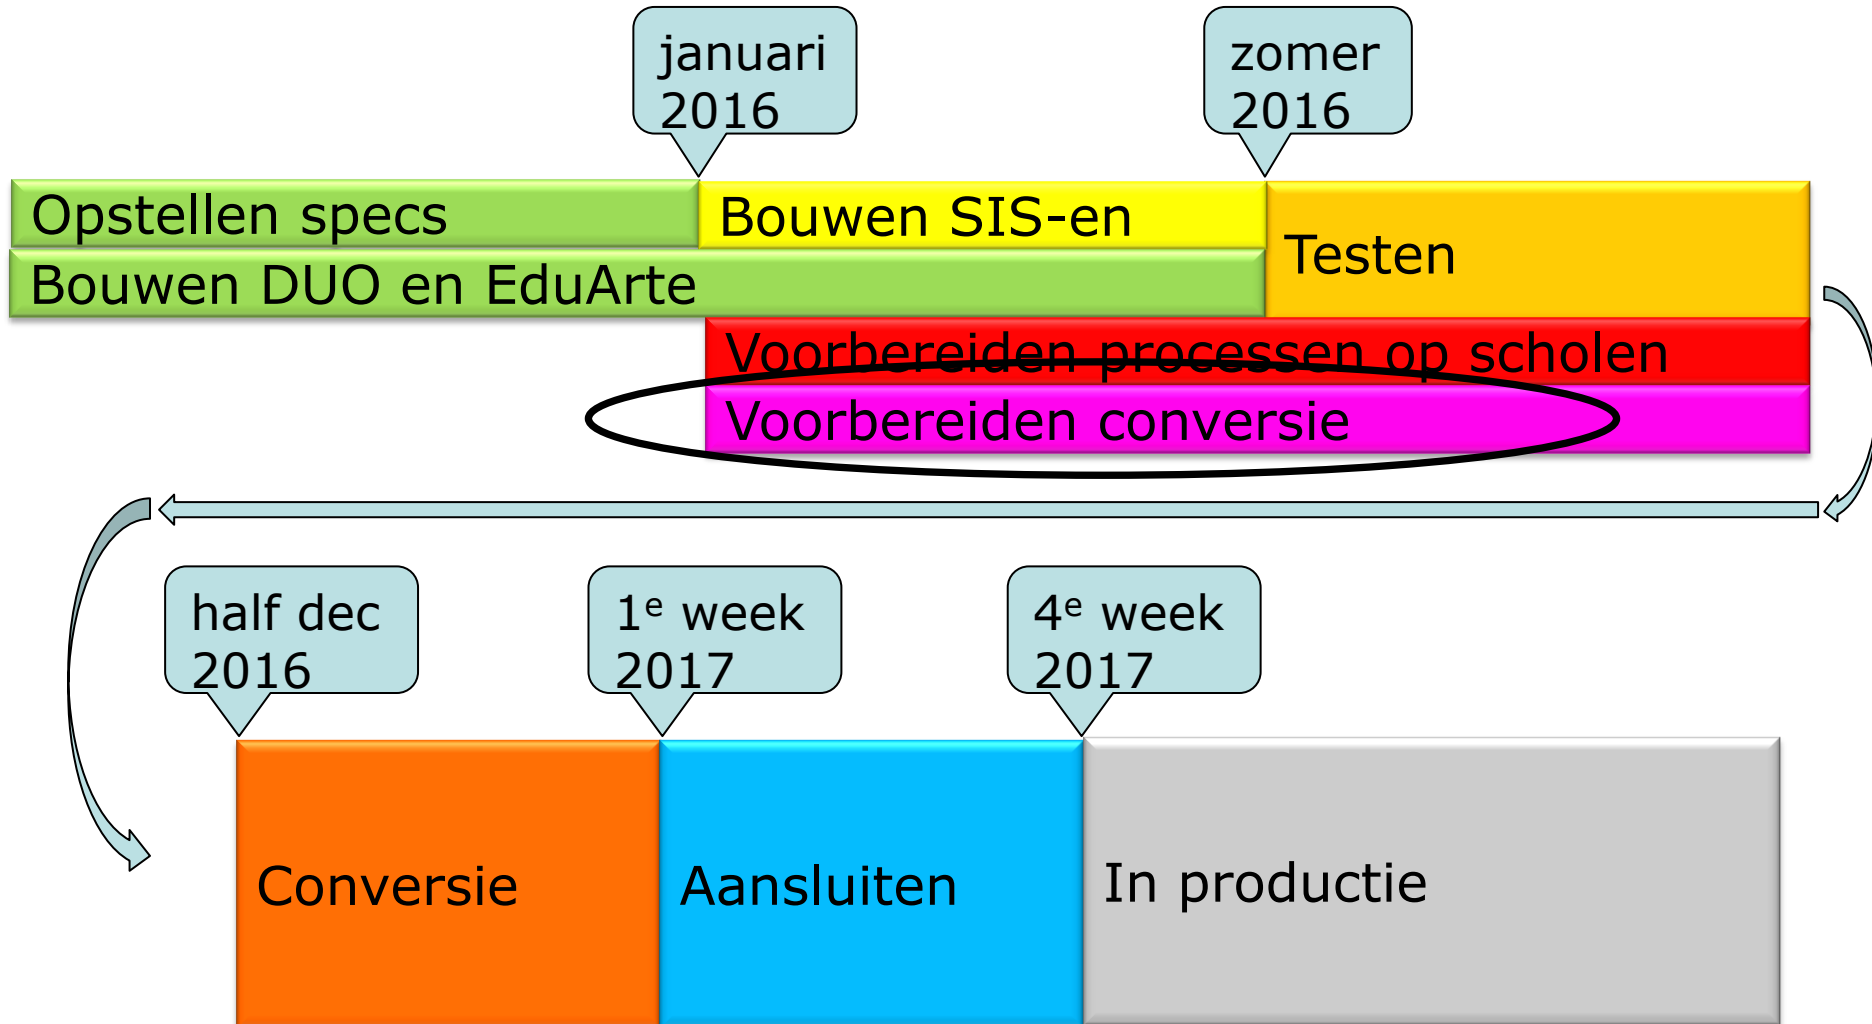 januari
2016
zomer
2016
Opstellen specs
Bouwen SIS-en
Testen
Bouwen DUO en EduArte
Voorbereiden processen op scholen
Voorbereiden conversie
half dec
2016
1e week
2017
4e week
2017
Conversie
Aansluiten
In productie